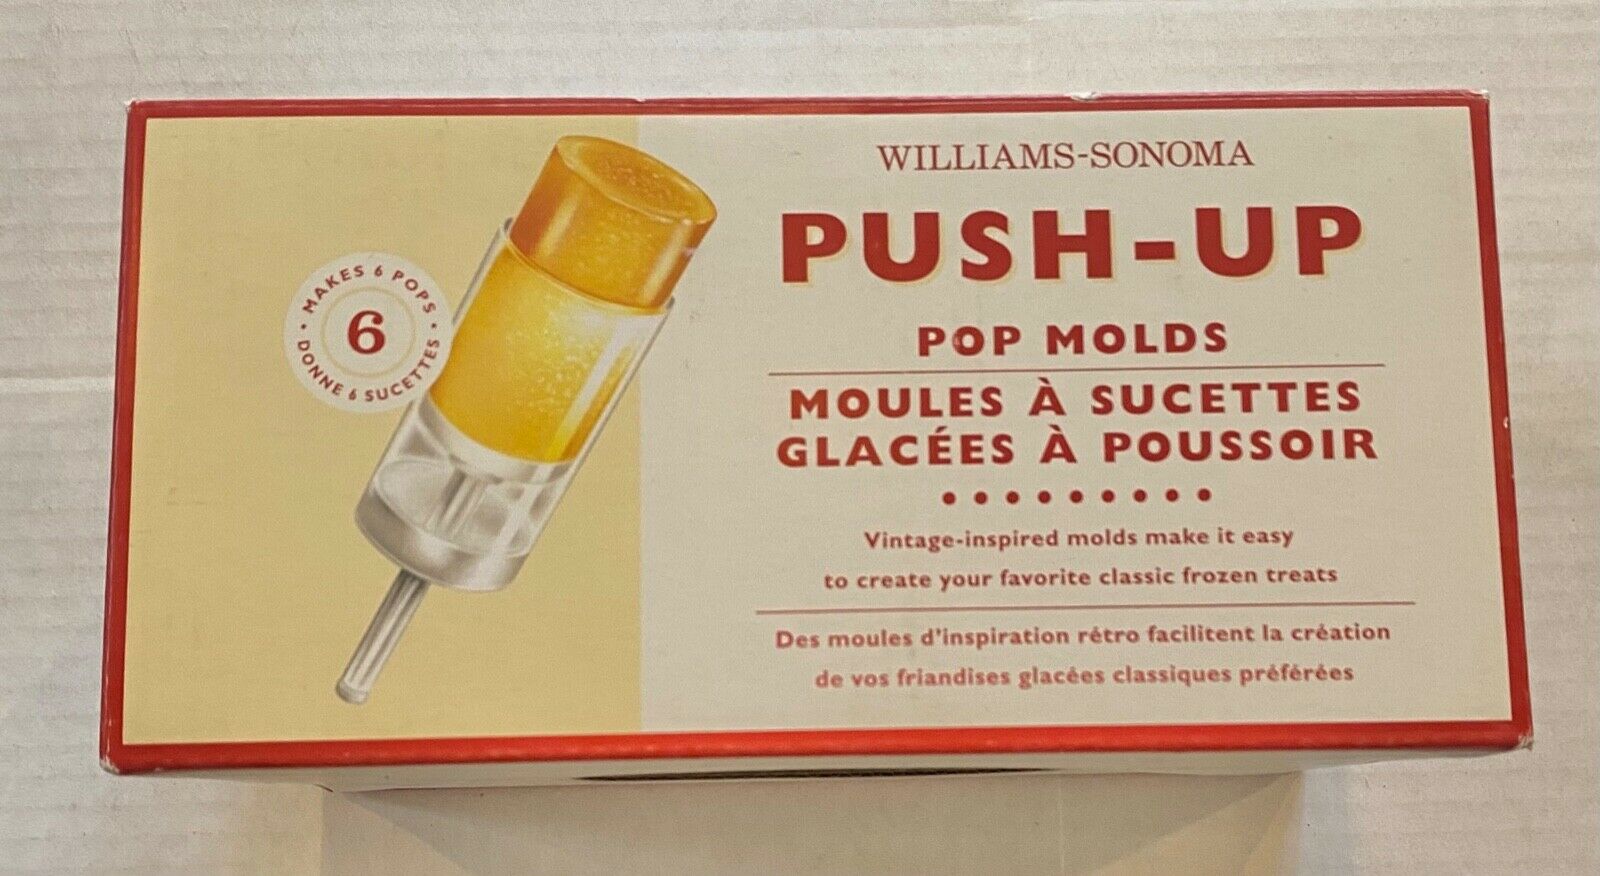 MAKES 6 POPS
6
DONNE 6 SUCETTES
WILLIAMS-SONOMA
PUSH-UP
POP MOLDS
MOULES À SUCETTES
GLACÉES À POUSSOIR
Vintage-inspired molds make it easy
to create your favorite classic frozen treats
Des moules d'inspiration rétro facilitent la création
de vos friandises glacées classiques préférées